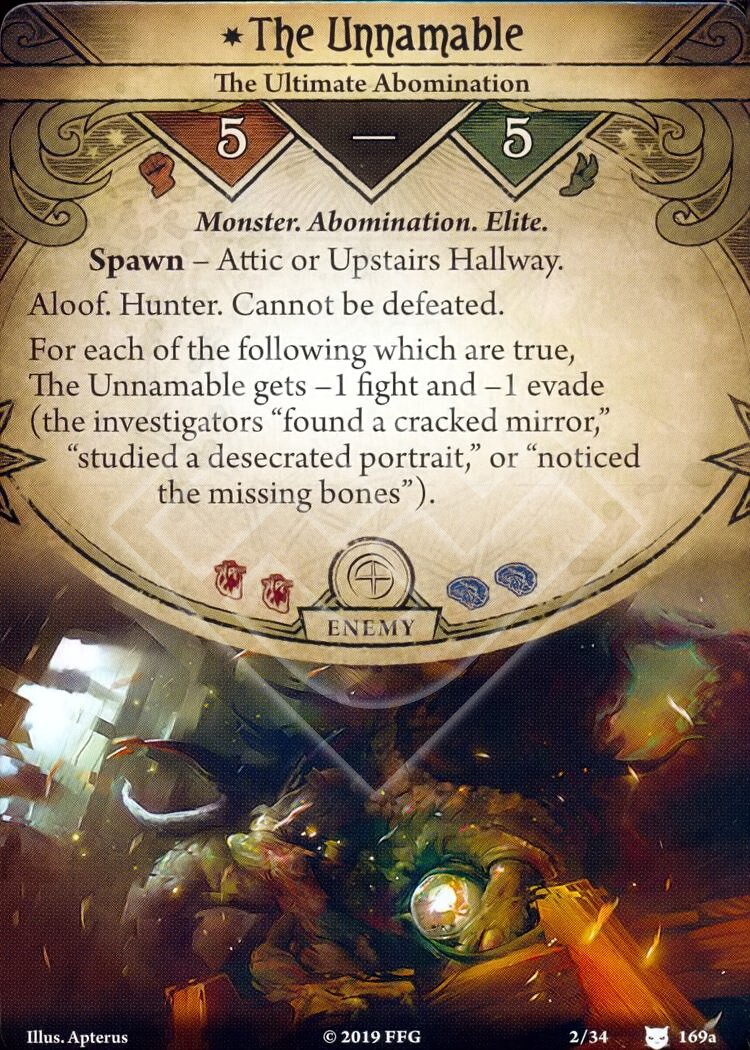 The Unnamable
The Ultimate Abomination
5 — 5
Monster. Abomination. Elite.
Spawn – Attic or Upstairs Hallway.
Aloof. Hunter. Cannot be defeated.
For each of the following which are true,
The Unnamable gets –1 fight and –1 evade
(the investigators “found a cracked mirror,”
“studied a desecrated portrait,” or “noticed
the missing bones”).
ENEMY
Illus. Apterus © 2019 FFG 2/34 169a